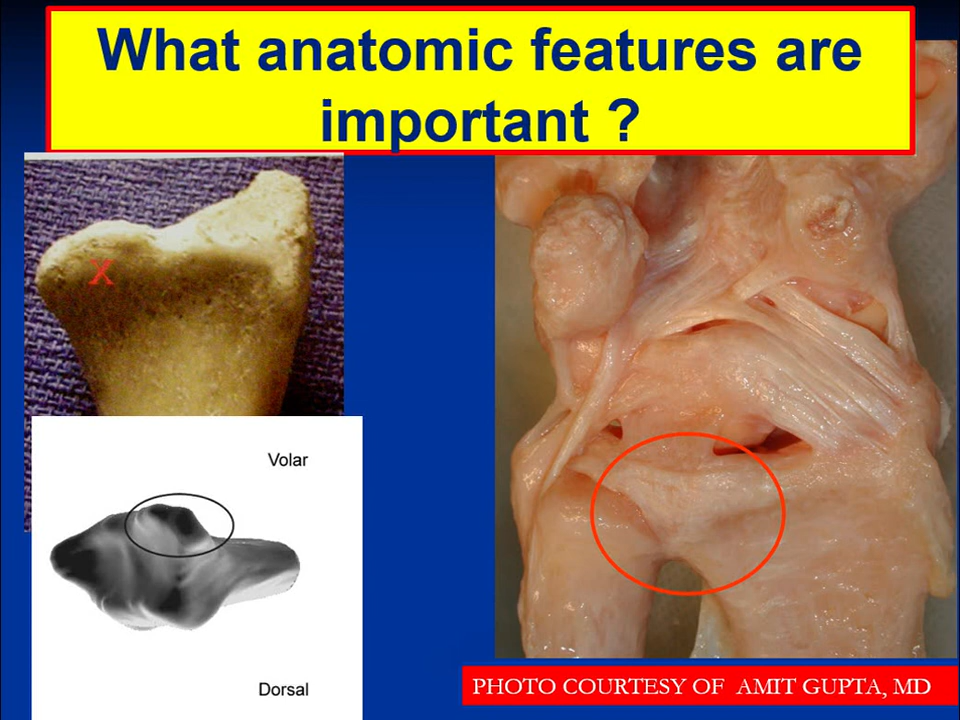 What anatomic features are
important ?
X
Volar
Dorsal
PHOTO COURTESY OF AMIT GUPTA, MD